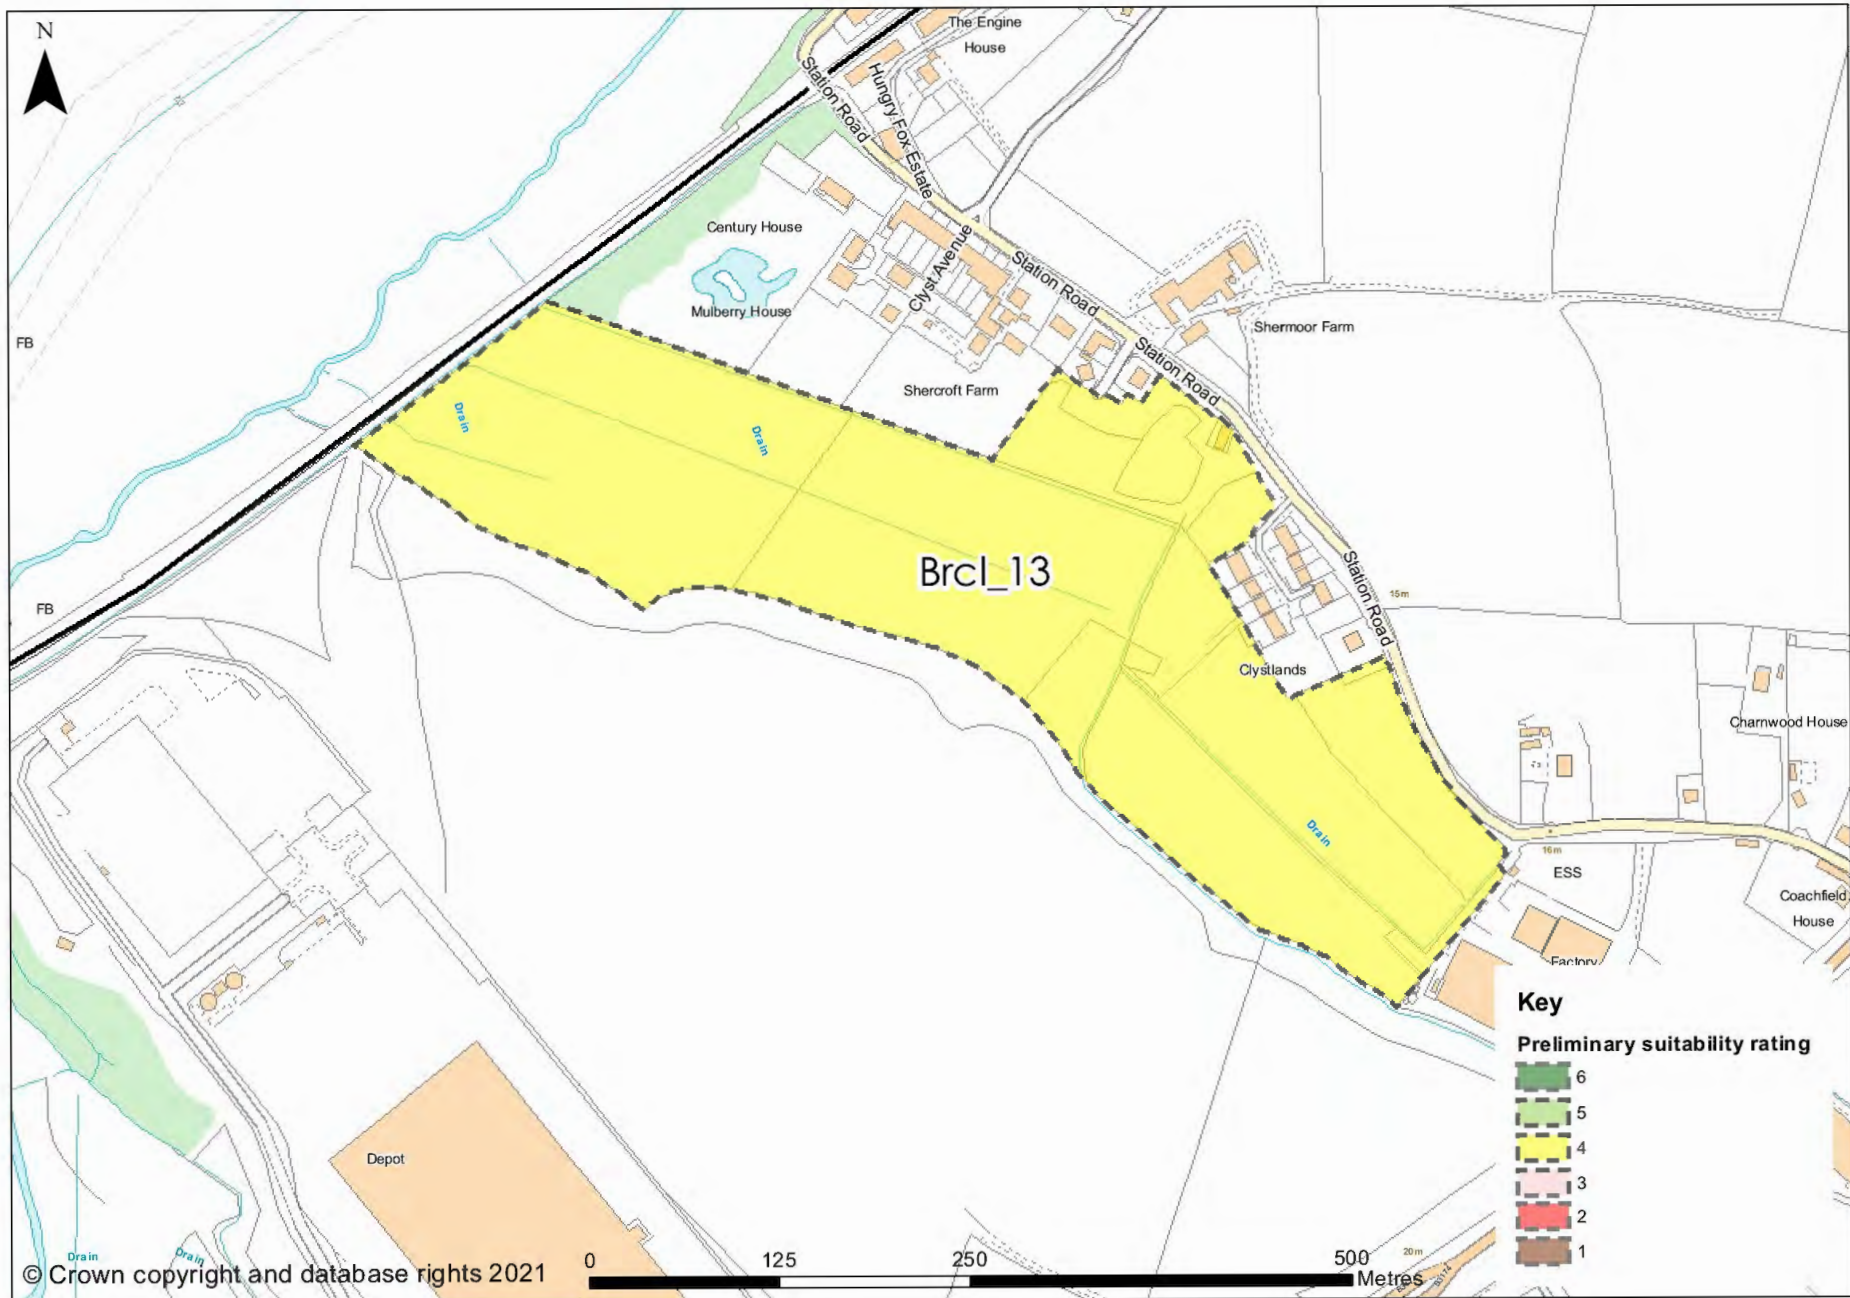 N
The Engine
House
Station Road
Hungry Fox Estate
Century House
Clyst Avenue
Station Road
Mulberry House
Shermoor Farm
FB
Station Road
Shercroft Farm
Drain
Drain
Brcl_13
Station Road
15m
FB
Clystlands
Charnwood House
Drain
16m
ESS
Coachfield
House
Factory
Key
Preliminary suitability rating
6
5
4
3
2
1
Depot
Drain
Drain
20m
© Crown copyright and database rights 2021
0
125
250
500
Metres